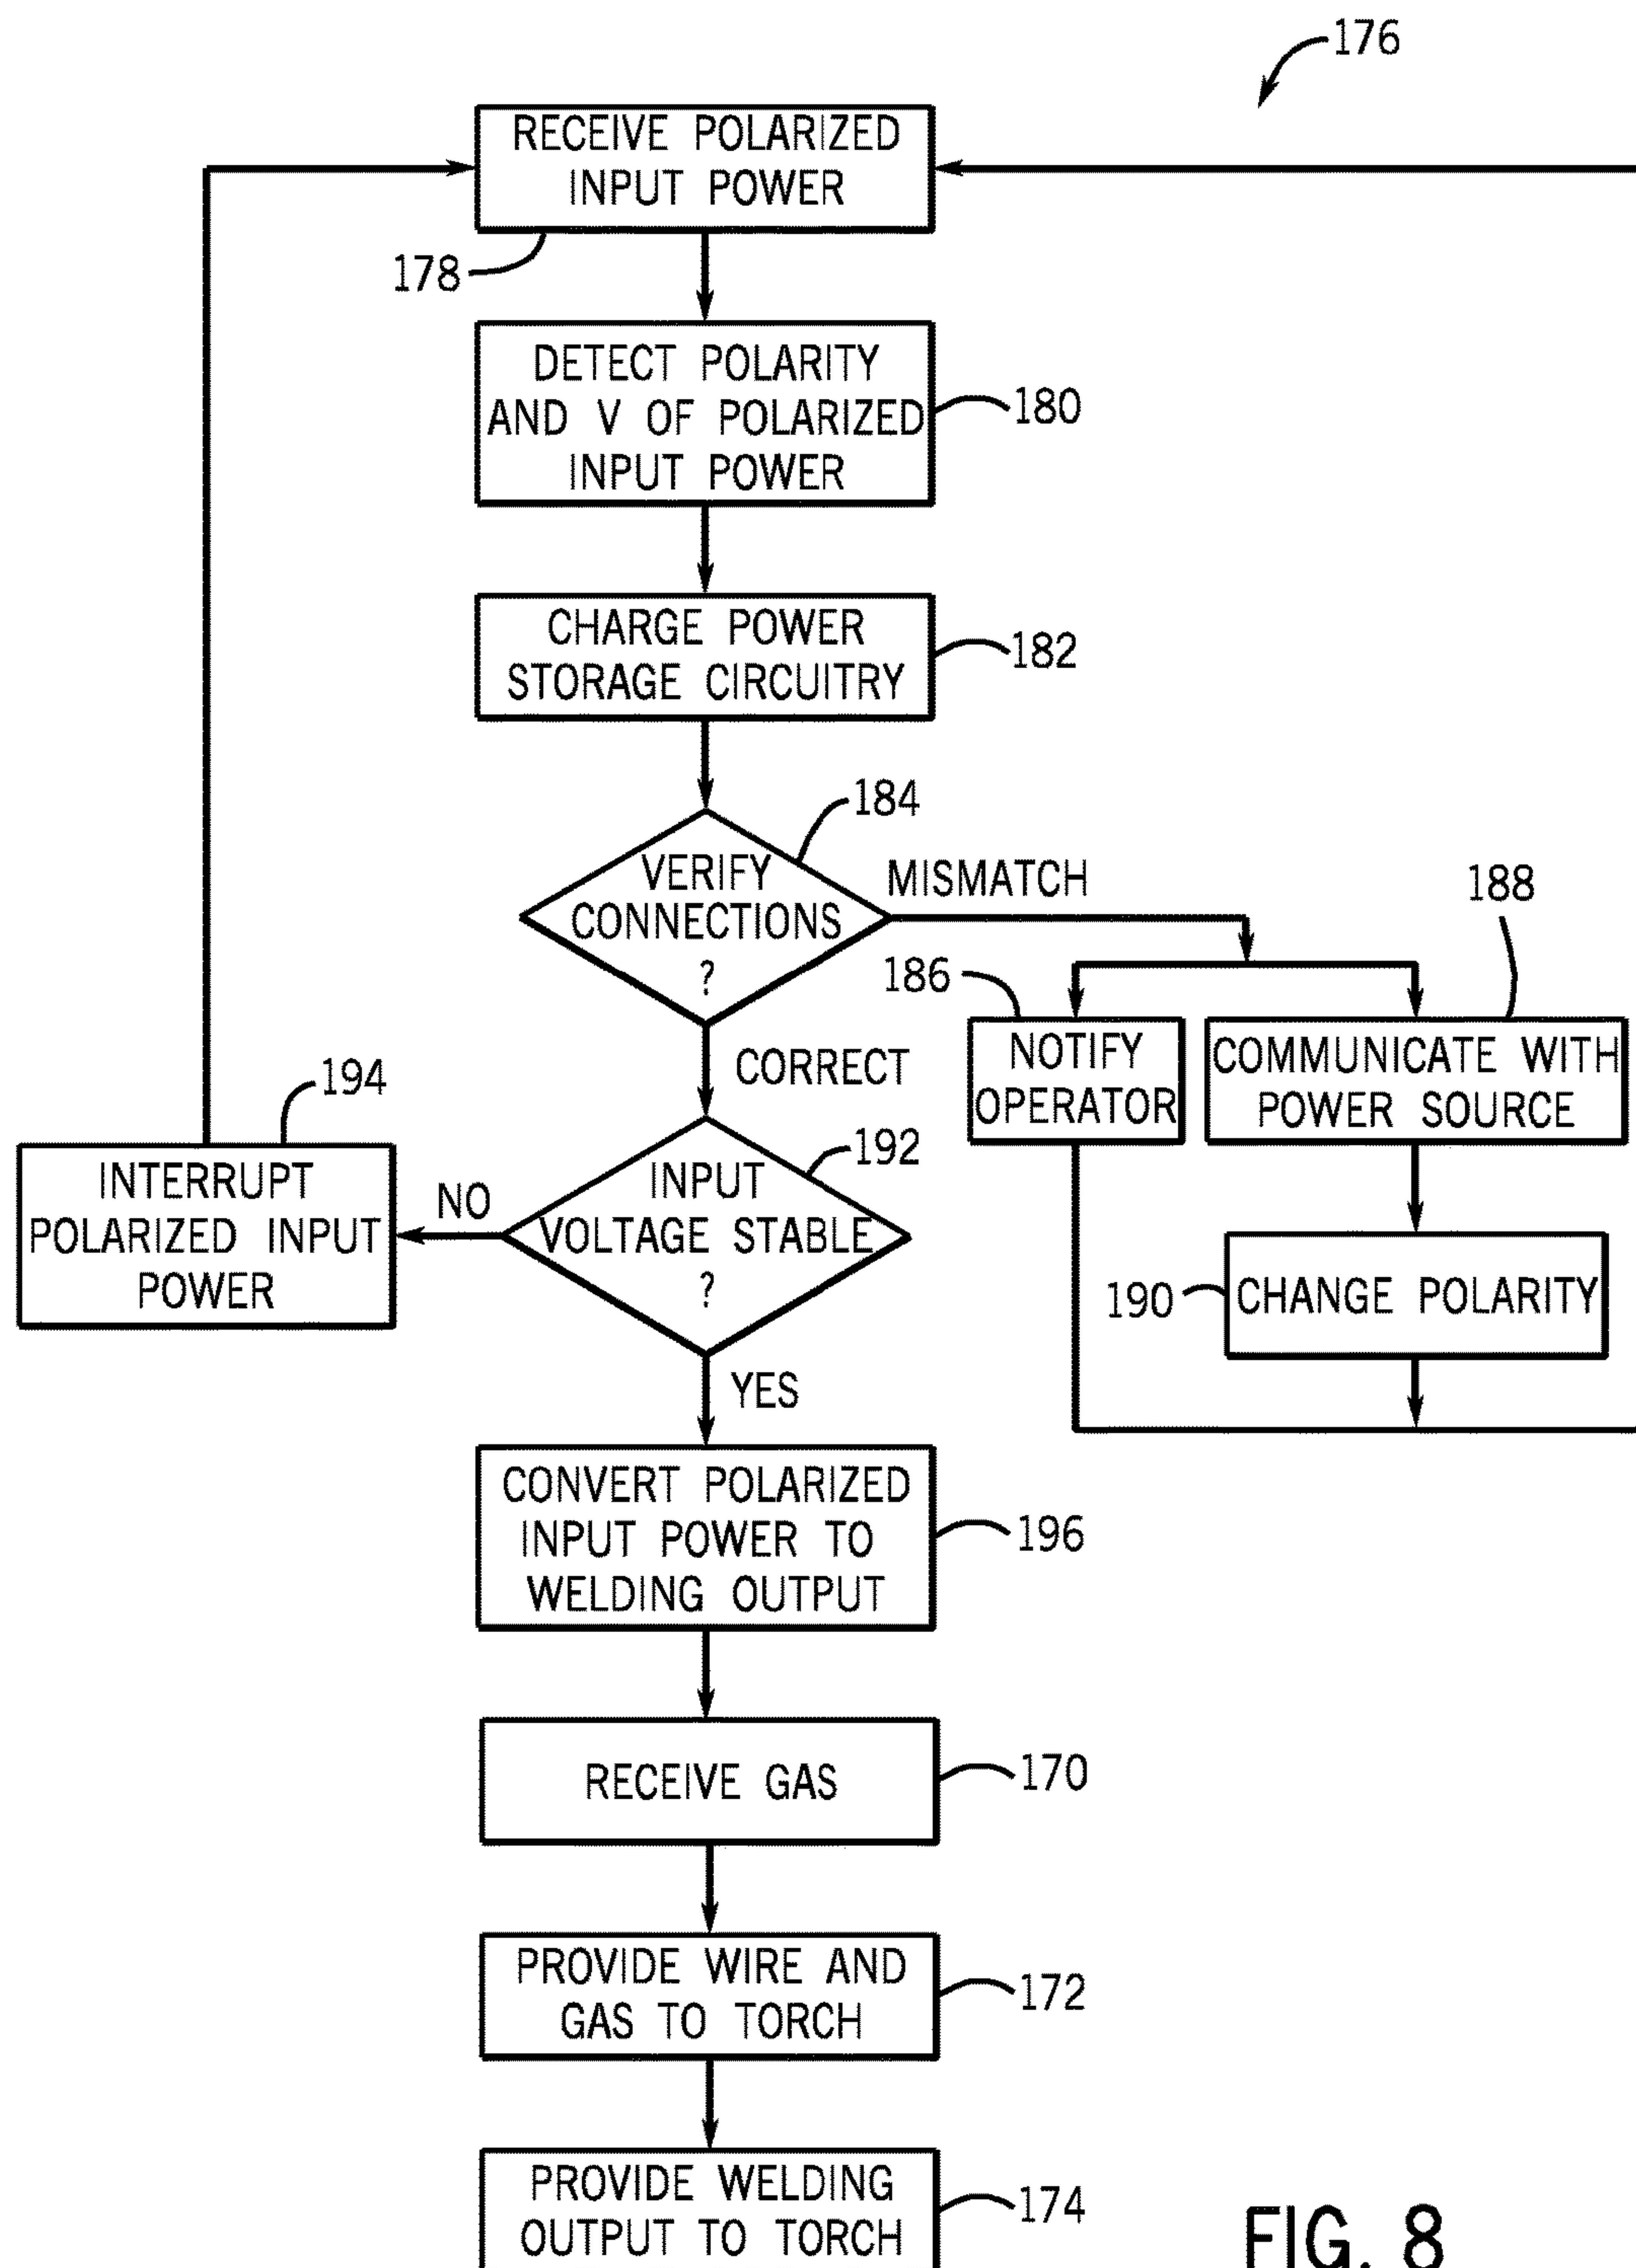 176
RECEIVE POLARIZED
INPUT POWER
178
DETECT POLARITY
AND V OF POLARIZED
INPUT POWER
180
CHARGE POWER
STORAGE CIRCUITRY
182
184
VERIFY
CONNECTIONS
?
MISMATCH
188
186
NOTIFY
OPERATOR
COMMUNICATE WITH
POWER SOURCE
CORRECT
194
INTERRUPT
POLARIZED INPUT
POWER
NO
192
INPUT
VOLTAGE STABLE
?
190
CHANGE POLARITY
YES
CONVERT POLARIZED
INPUT POWER TO
WELDING OUTPUT
196
RECEIVE GAS
170
PROVIDE WIRE AND
GAS TO TORCH
172
PROVIDE WELDING
OUTPUT TO TORCH
174
FIG. 8